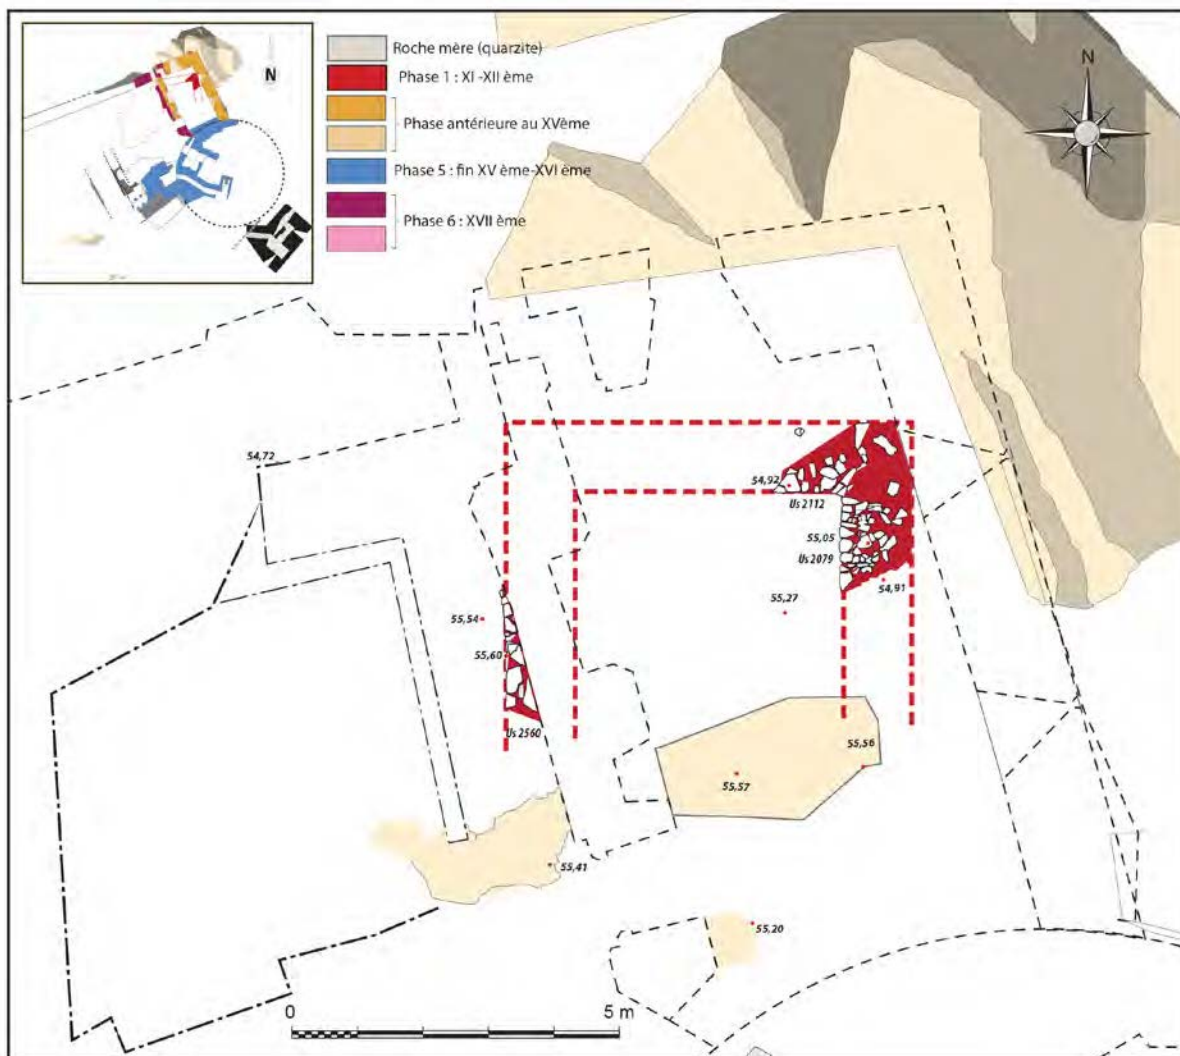 N
Roche mère (quarzite)
Phase 1 : XI -XII ème
Phase antérieure au XVème
Phase 5 : fin XV ème-XVI ème
Phase 6 : XVII ème
N
54,72
54,92
Us 2112
55,05
Us 2079
54,91
55,27
55,54
55,60
Us 2560
55,56
55,57
55,41
55,20
0
5 m